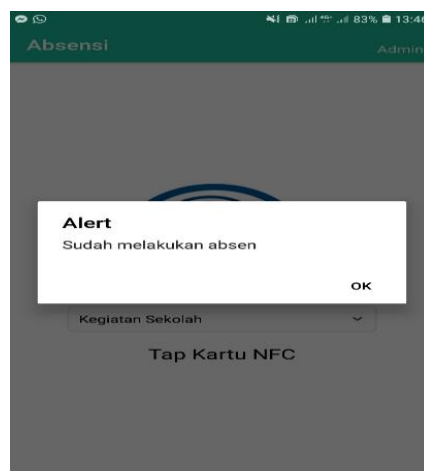 83% 13:46
Absensi
Admin
Alert
Sudah melakukan absen
OK
Kegiatan Sekolah
Tap Kartu NFC